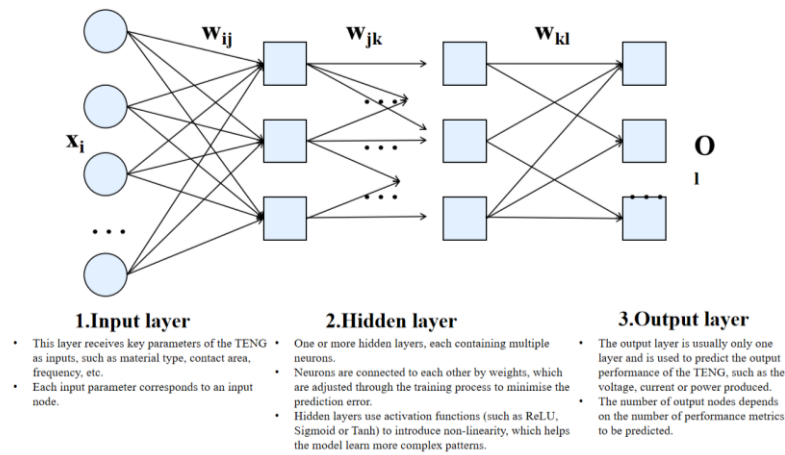 w_ij
w_jk
w_kl
x_i
O
l
...
...
...
...
...
1.Input layer
• This layer receives key parameters of the TENG
as inputs, such as material type, contact area,
frequency, etc.
• Each input parameter corresponds to an input
node.
2.Hidden layer
• One or more hidden layers, each containing multiple
neurons.
• Neurons are connected to each other by weights, which
are adjusted through the training process to minimise the
prediction error.
• Hidden layers use activation functions (such as ReLU,
Sigmoid or Tanh) to introduce non-linearity, which helps
the model learn more complex patterns.
3.Output layer
• The output layer is usually only one
layer and is used to predict the output
performance of the TENG, such as the
voltage, current or power produced.
• The number of output nodes depends
on the number of performance metrics
to be predicted.